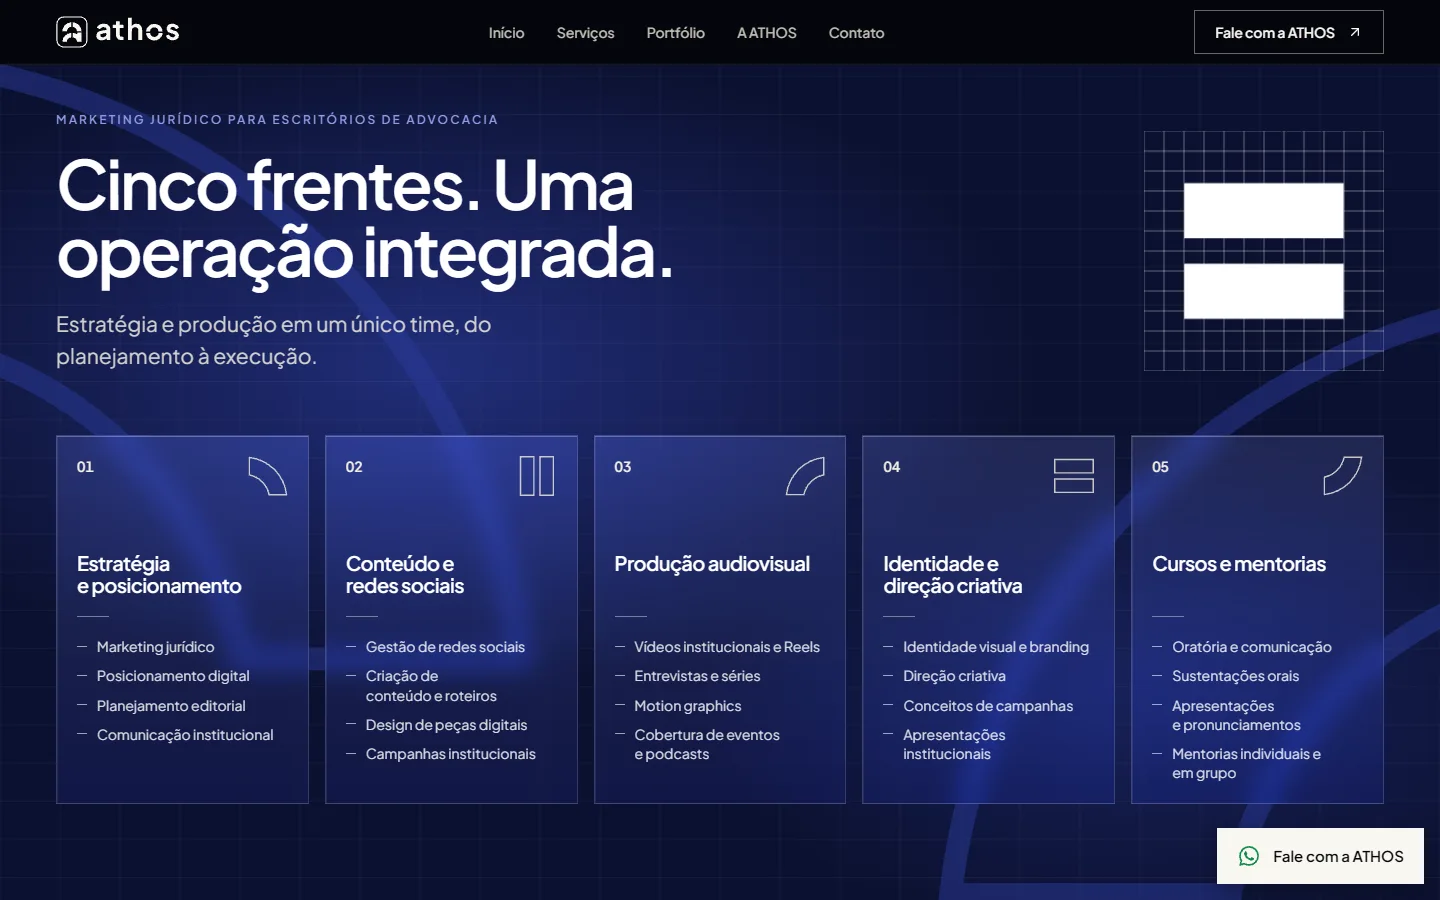 athos
Início
Serviços
Portfólio
A ATHOS
Contato
Fale com a ATHOS
MARKETING JURÍDICO PARA ESCRITÓRIOS DE ADVOCACIA
Cinco frentes. Uma
operação integrada.
Estratégia e produção em um único time, do
planejamento à execução.
01
Estratégia
e posicionamento
Marketing jurídico
Posicionamento digital
Planejamento editorial
Comunicação institucional
02
Conteúdo e
redes sociais
Gestão de redes sociais
Criação de
conteúdo e roteiros
Design de peças digitais
Campanhas institucionais
03
Produção audiovisual
Vídeos institucionais e Reels
Entrevistas e séries
Motion graphics
Cobertura de eventos
e podcasts
04
Identidade e
direção criativa
Identidade visual e branding
Direção criativa
Conceitos de campanhas
Apresentações
institucionais
05
Cursos e mentorias
Oratória e comunicação
Sustentações orais
Apresentações
e pronunciamentos
Mentorias individuais e
em grupo
Fale com a ATHOS